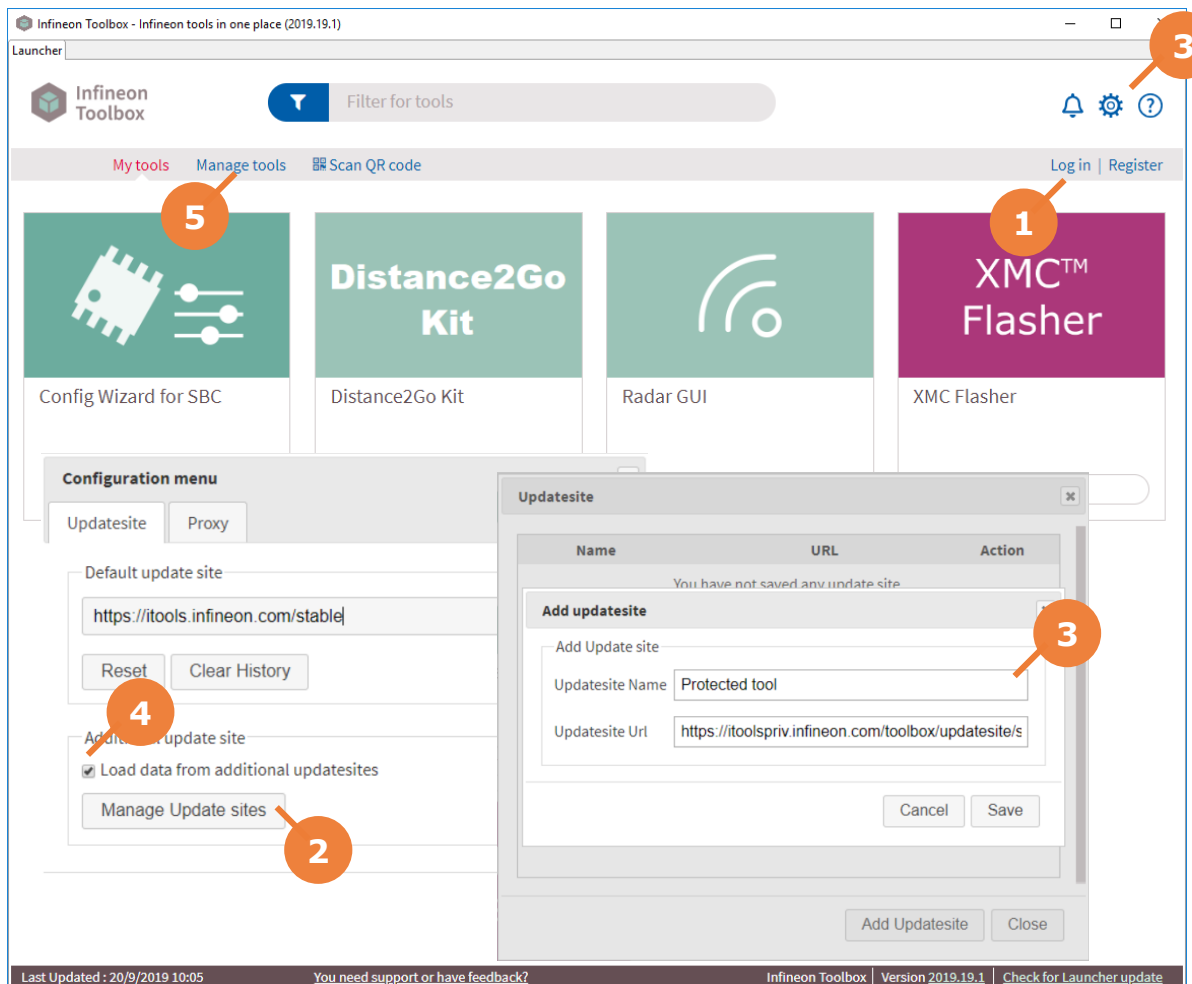 Infineon Toolbox - Infineon tools in one place (2019.19.1)
3
Launcher
Infineon
Toolbox
Filter for tools
My tools Manage tools Scan QR code Log in | Register
5
1
Distance2Go
Kit
XMC™
Flasher
Config Wizard for SBC
Distance2Go Kit
Radar GUI
XMC Flasher
Configuration menu
Updatesite Proxy
Default update site
https://itools.infineon.com/stable
Reset Clear History
4
update site
Load data from additional updatesites
Manage Update sites
2
Updatesite
Name URL Action
You have not saved any update site
Add updatesite
3
Add Update site
Updatesite Name Protected tool
Updatesite Url https://itoolspriv.infineon.com/toolbox/updatesite/s
Cancel Save
Add Updatesite Close
Last Updated : 20/9/2019 10:05 You need support or have feedback? Infineon Toolbox | Version 2019.19.1 | Check for Launcher update